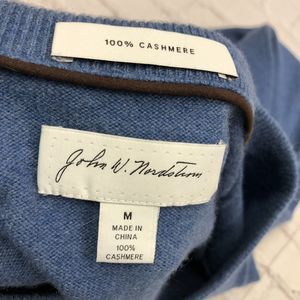 100% CASHMERE
John W. Nordstrom
M
MADE IN
CHINA
100%
CASHMERE